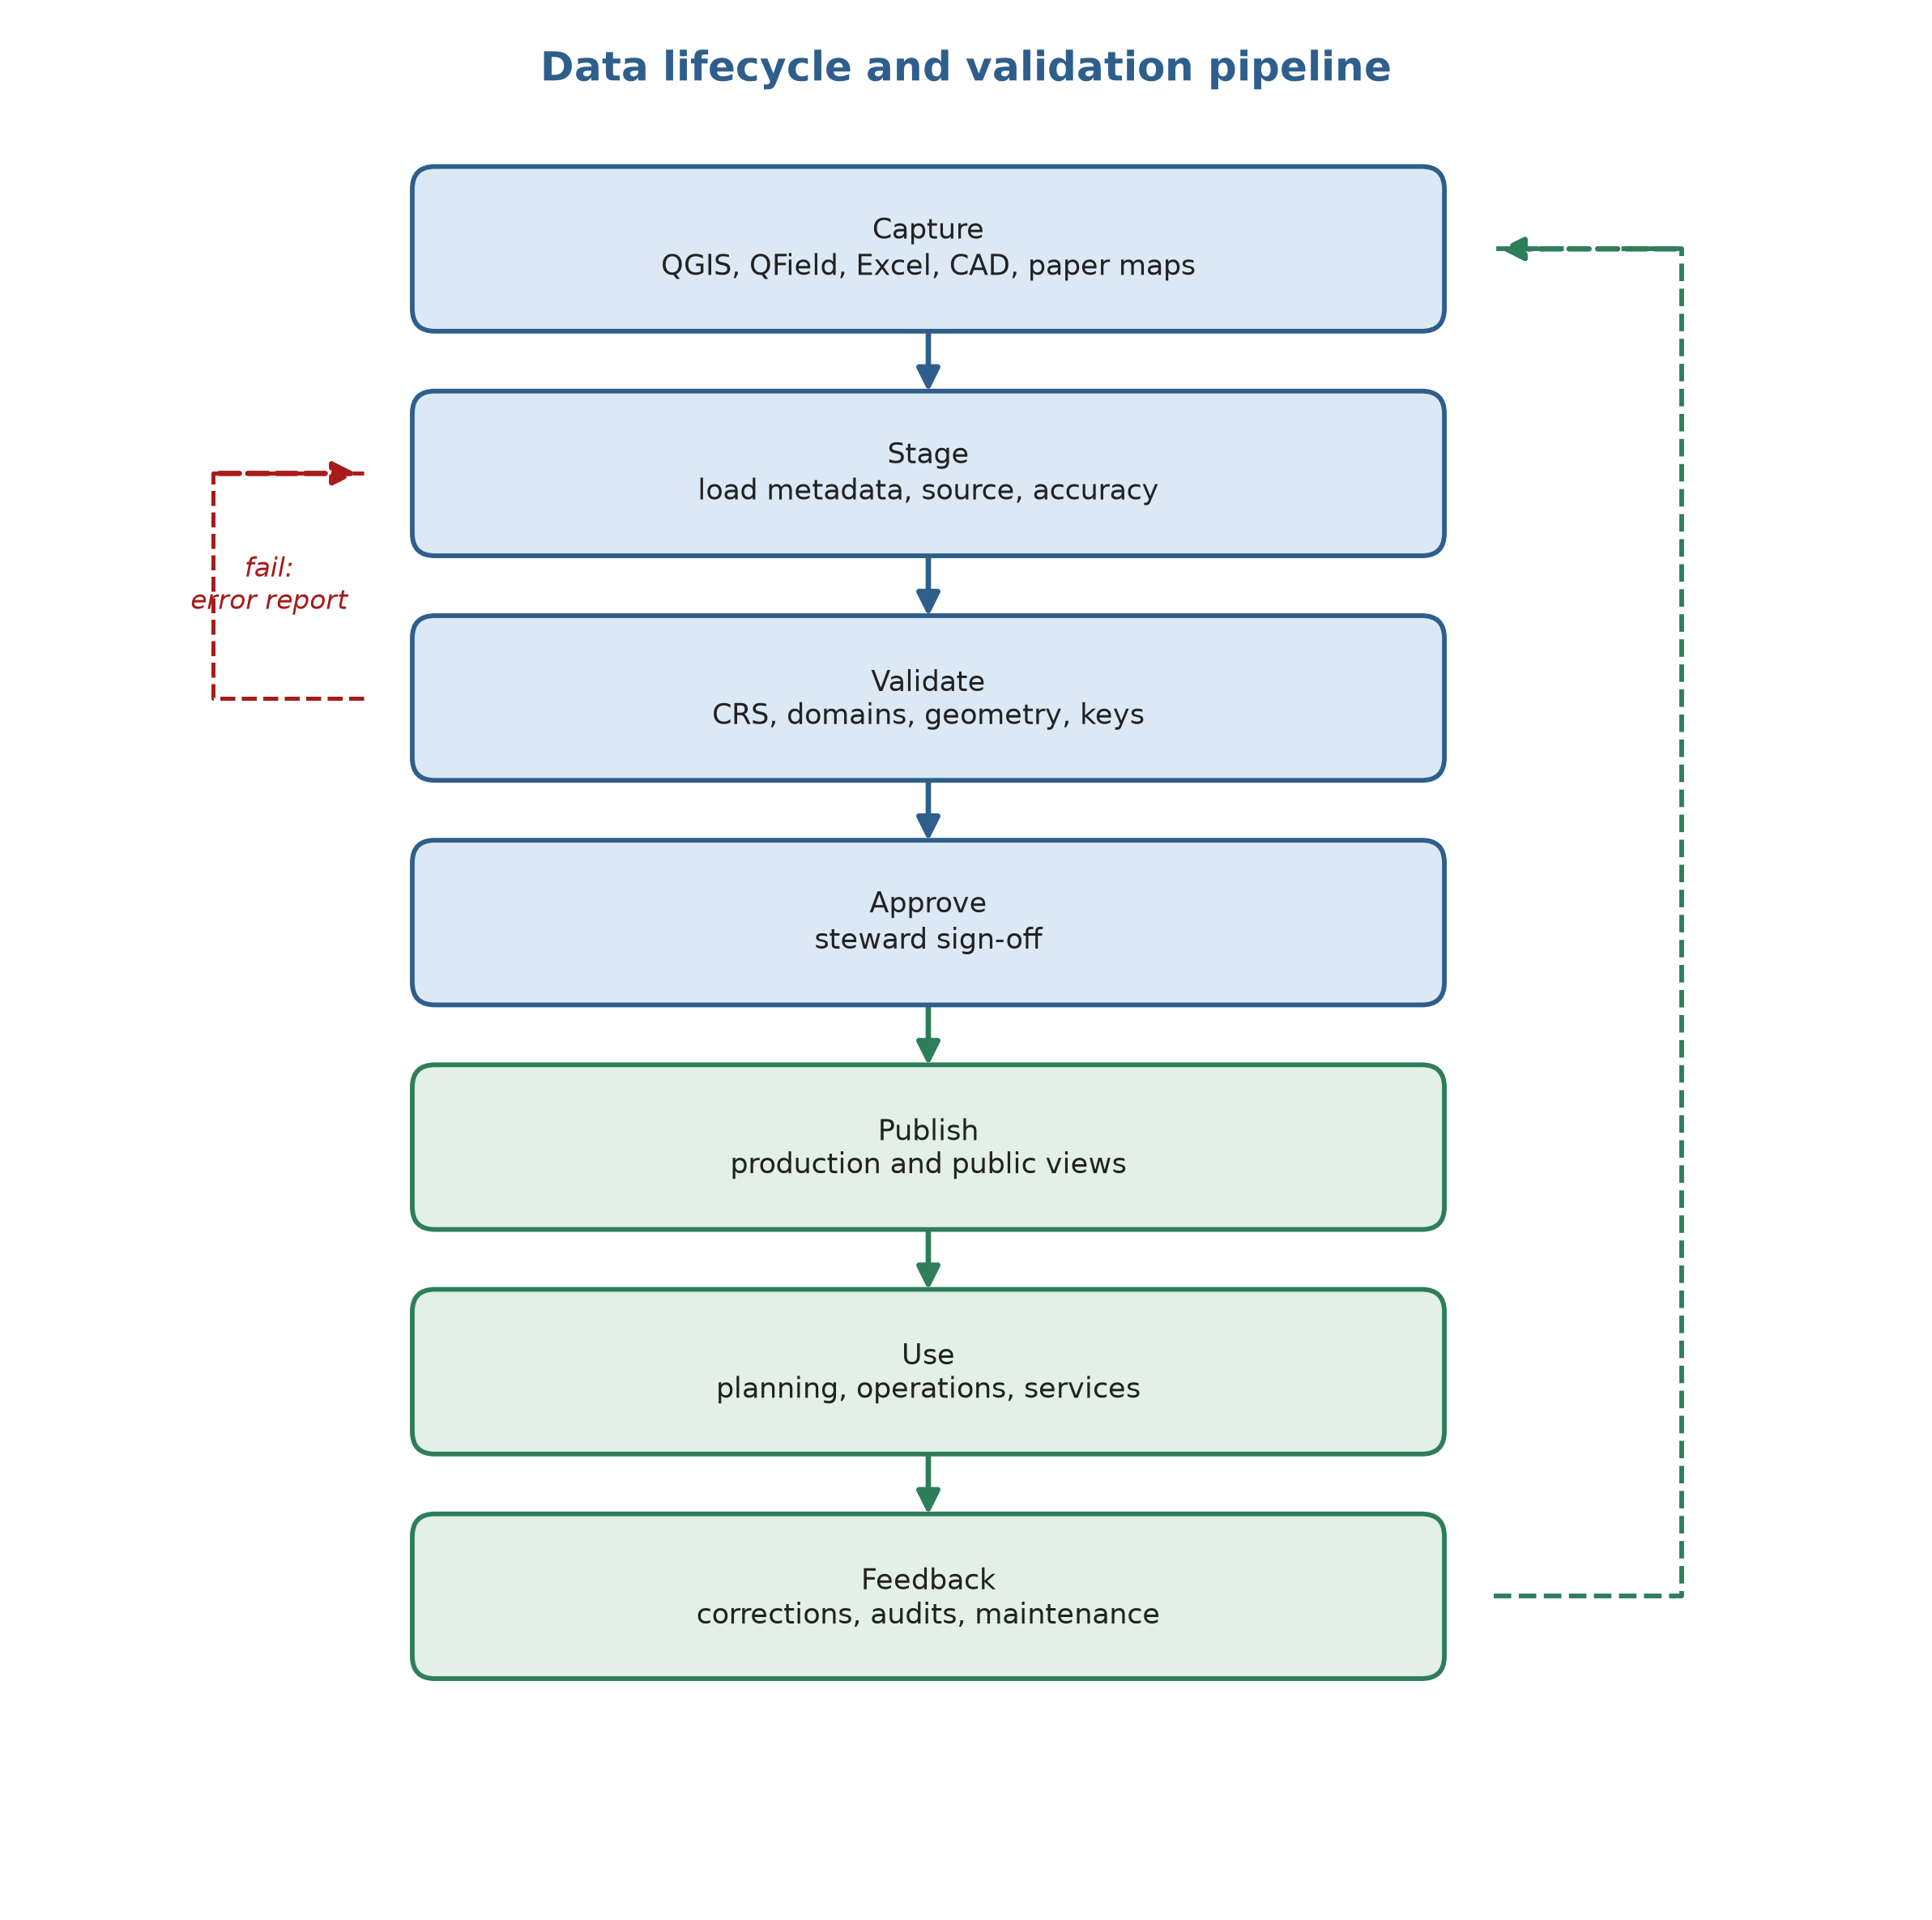 Data lifecycle and validation pipeline
Capture
QGIS, QField, Excel, CAD, paper maps
Stage
load metadata, source, accuracy
fail:
error report
Validate
CRS, domains, geometry, keys
Approve
steward sign-off
Publish
production and public views
Use
planning, operations, services
Feedback
corrections, audits, maintenance